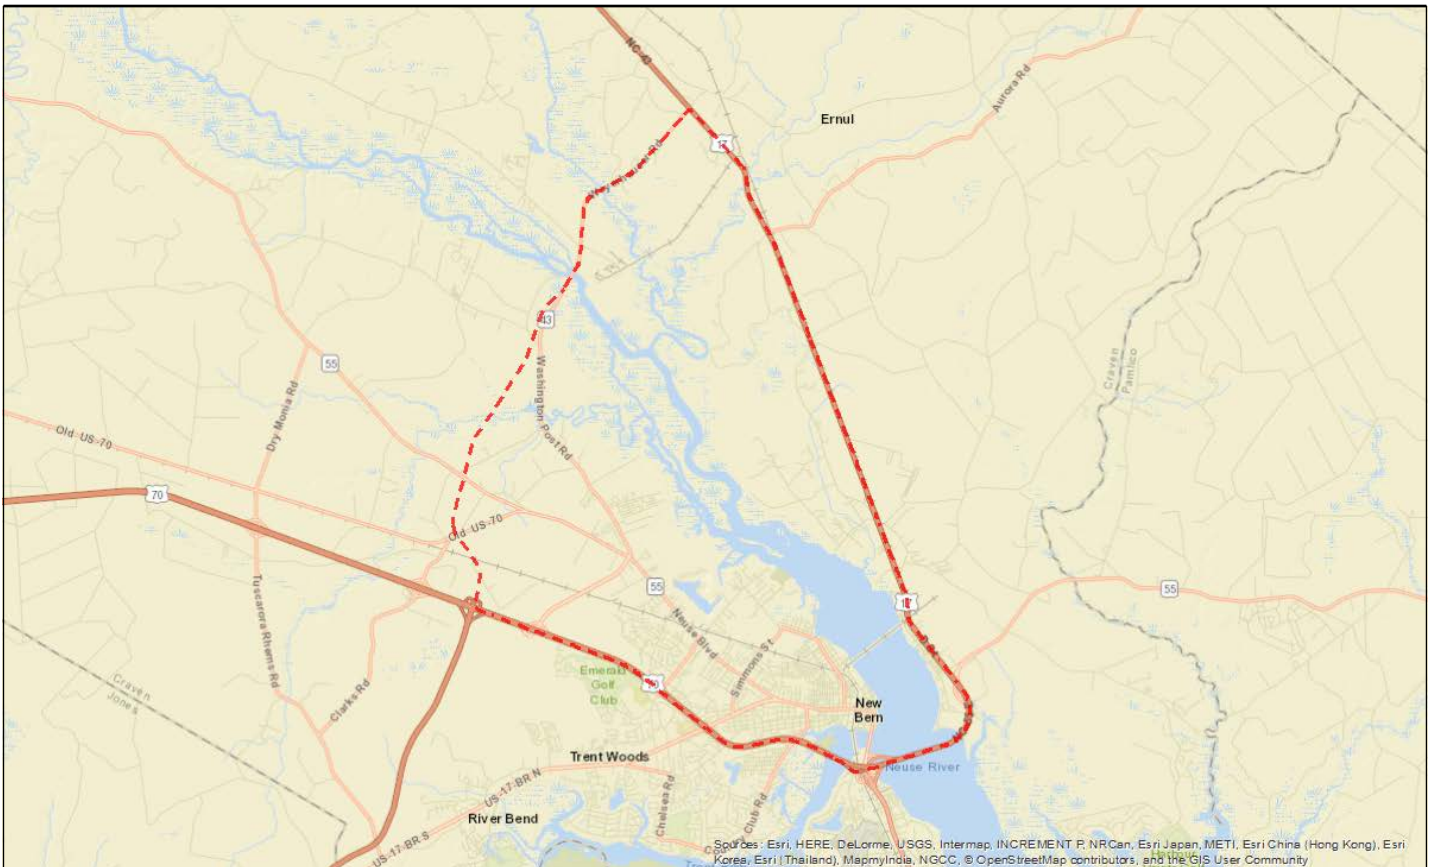 NC-43
Ernul
Aurora Rd
17
43
55
Washington Post Rd
Dry Monia Rd
Craven
Pamlico
Old US-70
70
Old US-70
55
55
17
Tuscarora Rhems Rd
Neuse Blvd
Simmons St
Emerald
Golf
Club
70
Clarks Rd
Craven
Jones
New
Bern
Trent Woods
Neuse River
US-17-BR N
Chelsea Rd
Country Club Rd
River Bend
US-17-BR S
Sources: Esri, HERE, DeLorme, USGS, Intermap, INCREMENT P, NRCan, Esri Japan, METI, Esri China (Hong Kong), Esri
Korea, Esri (Thailand), MapmyIndia, NGCC, © OpenStreetMap contributors, and the GIS User Community